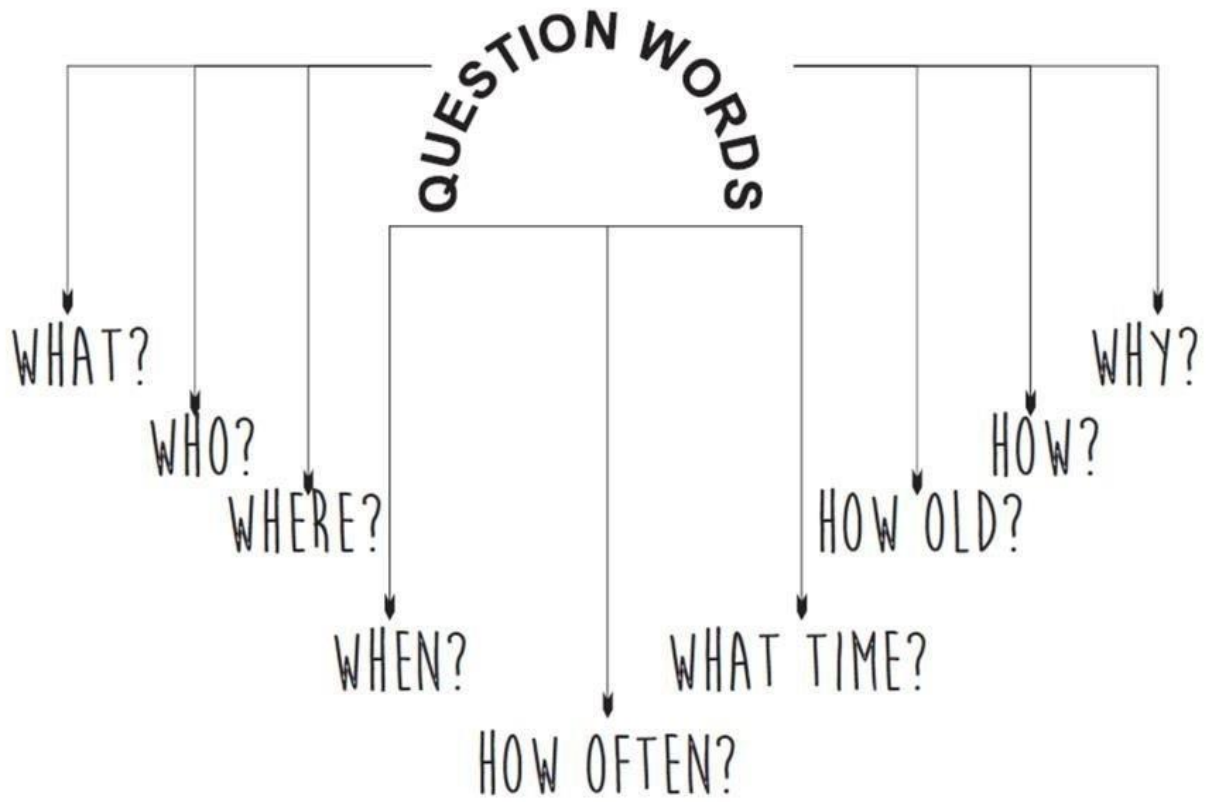 QUESTION WORDS
WHAT?
WHO?
WHERE?
WHEN?
HOW OFTEN?
WHAT TIME?
HOW OLD?
HOW?
WHY?